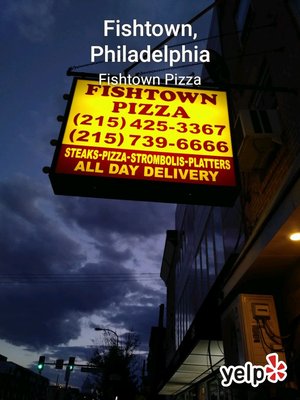 Fishtown,
Philadelphia
Fishtown Pizza
FISHTOWN
PIZZA
(215) 425-3367
(215) 739-6666
STEAKS-PIZZA-STROMBOLIS-PLATTERS
ALL DAY DELIVERY
yelp